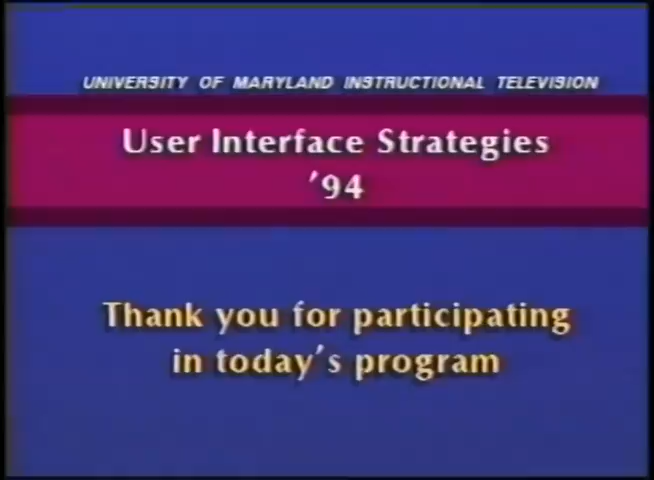 UNIVERSITY OF MARYLAND INSTRUCTIONAL TELEVISION
User Interface Strategies
'94
Thank you for participating
in today's program